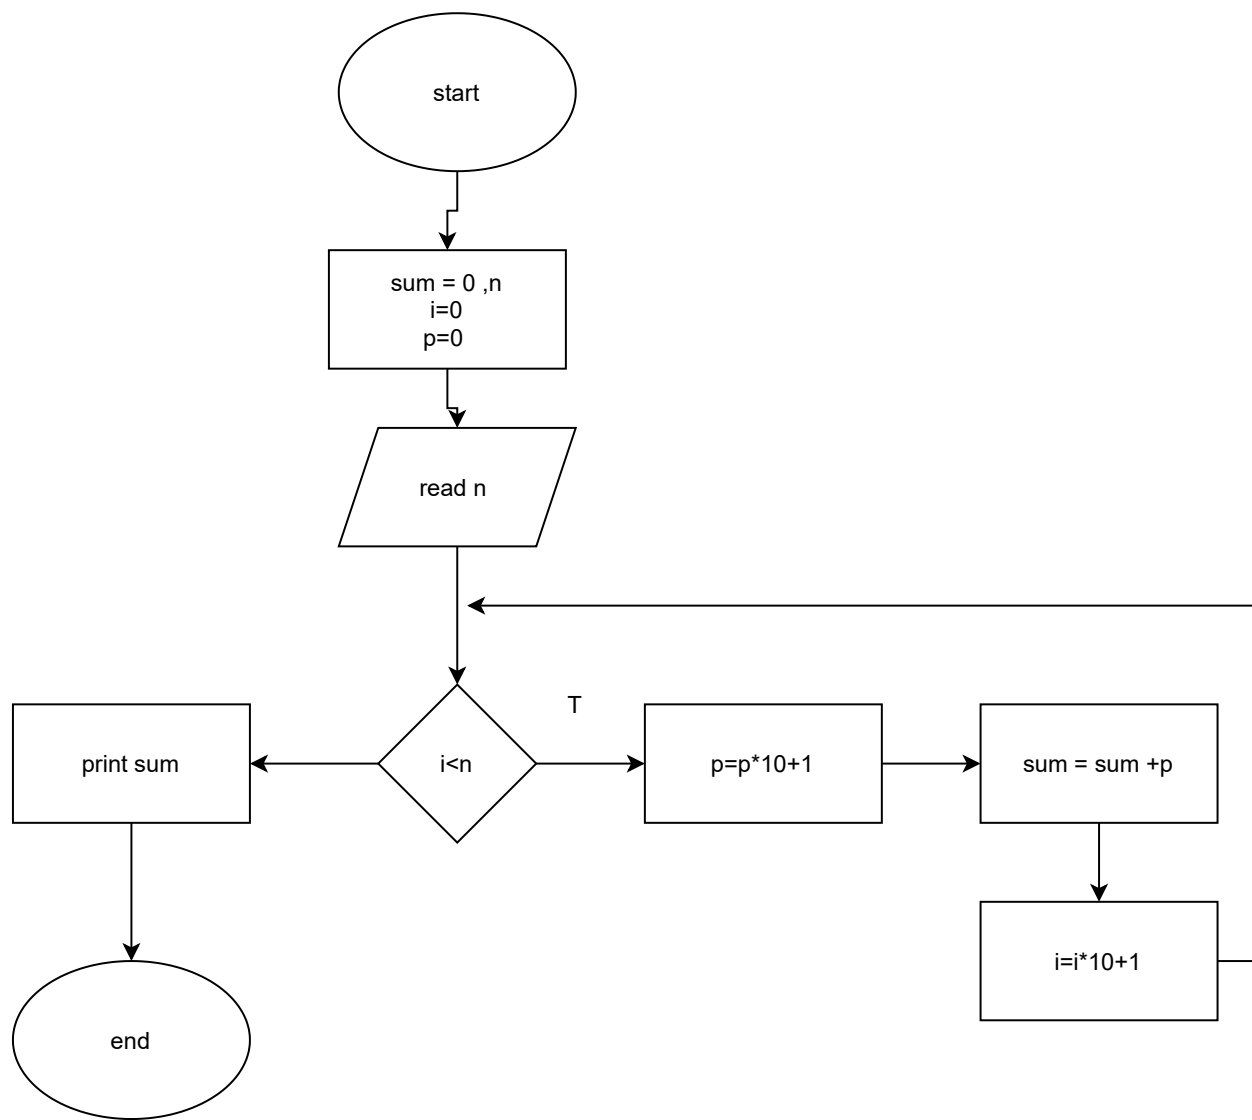 start
sum = 0 ,n
i=0
p=0
read n
T
print sum
i<n
p=p*10+1
sum = sum +p
i=i*10+1
end